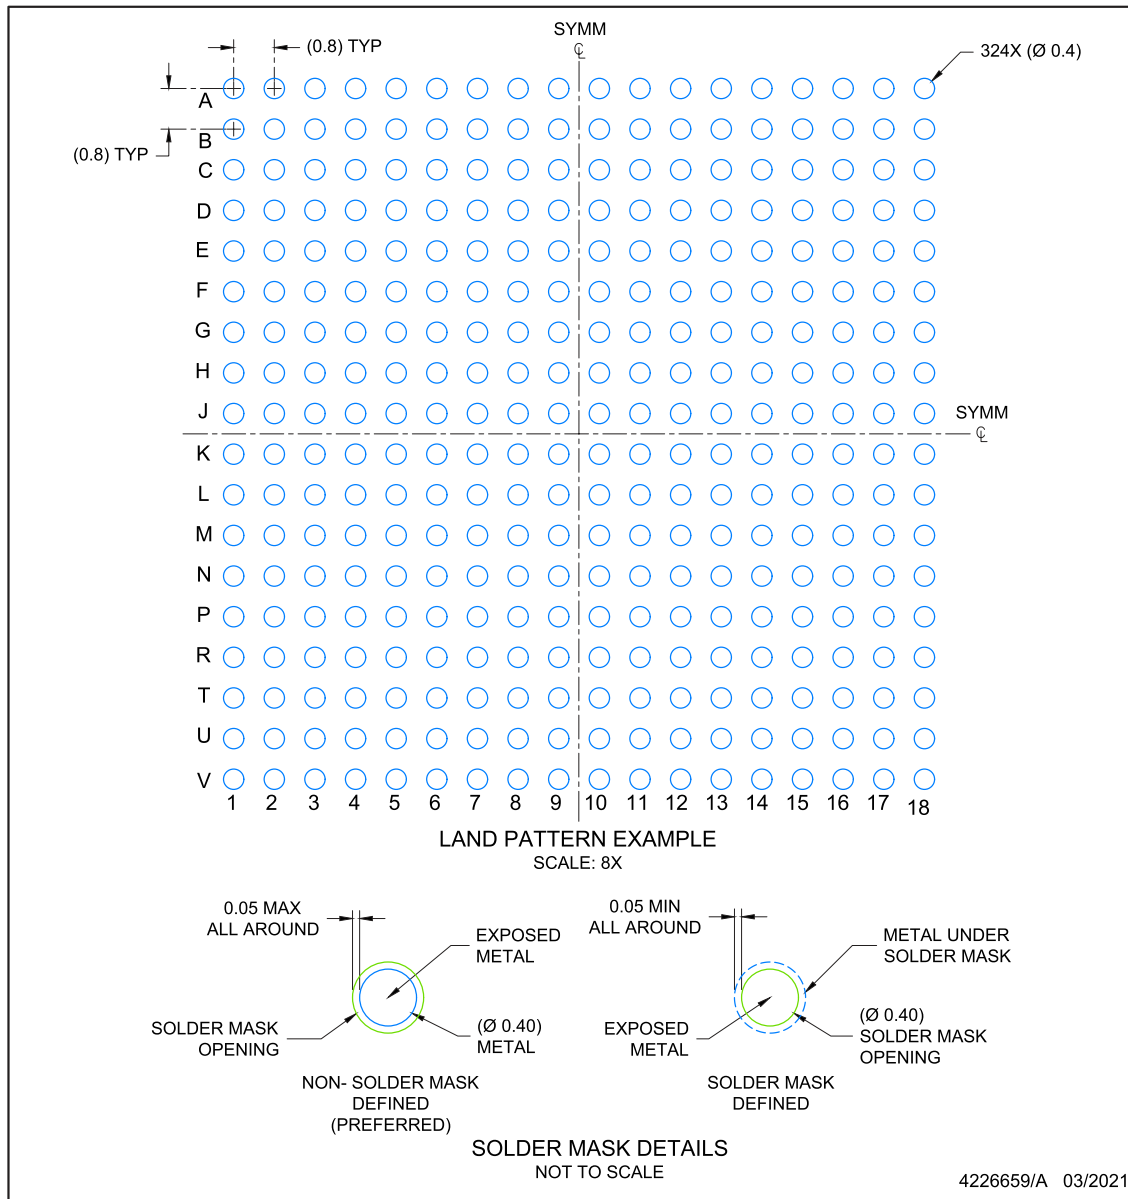 SYMM
℄
(0.8) TYP
324X (Ø 0.4)
A
B
(0.8) TYP
C
D
E
F
G
H
J
SYMM
℄
K
L
M
N
P
R
T
U
V
1 2 3 4 5 6 7 8 9 10 11 12 13 14 15 16 17 18
LAND PATTERN EXAMPLE
SCALE: 8X
0.05 MAX
ALL AROUND
EXPOSED
METAL
SOLDER MASK
OPENING
(Ø 0.40)
METAL
NON- SOLDER MASK
DEFINED
(PREFERRED)
0.05 MIN
ALL AROUND
METAL UNDER
SOLDER MASK
EXPOSED
METAL
(Ø 0.40)
SOLDER MASK
OPENING
SOLDER MASK
DEFINED
SOLDER MASK DETAILS
NOT TO SCALE
4226659/A 03/2021